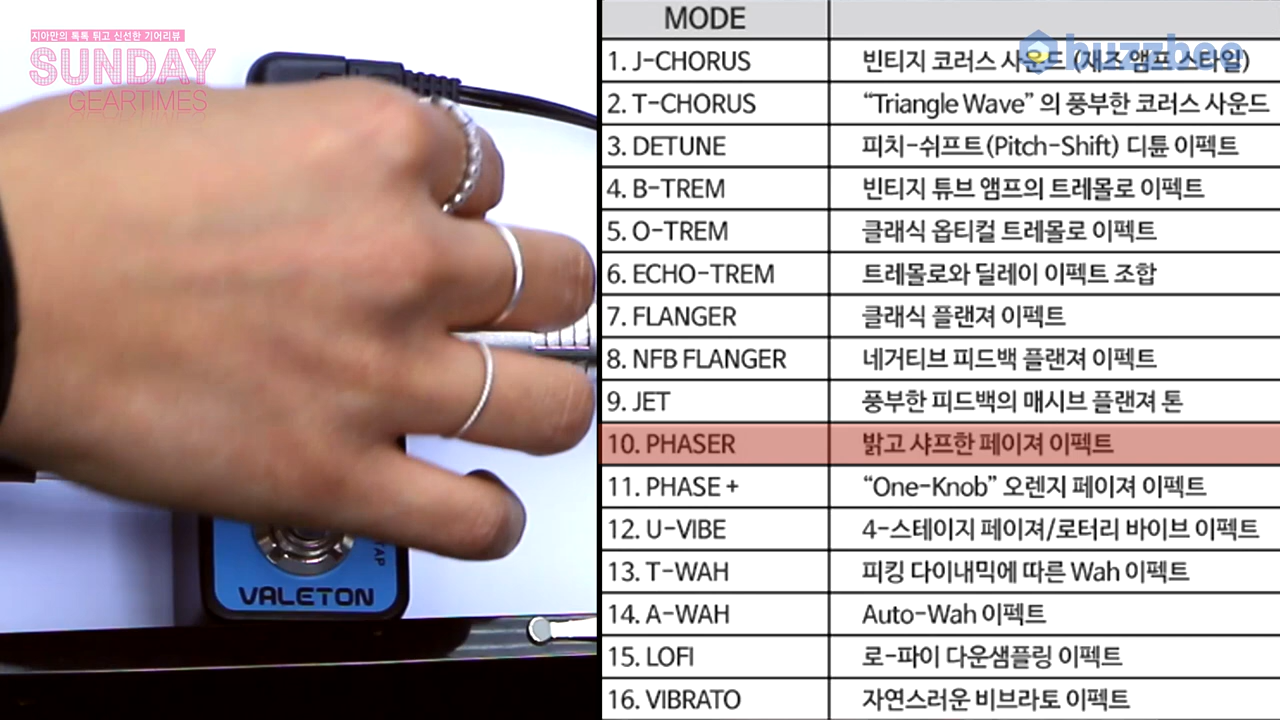 지아만의 톡톡 튀고 신선한 기어리뷰
SUNDAY
GEARTIMES
TAP
VALETON
buzzbee
MODE
1. J-CHORUS 빈티지 코러스 사운드 (재즈 앰프 스타일)
2. T-CHORUS “Triangle Wave” 의 풍부한 코러스 사운드
3. DETUNE 피치-쉬프트(Pitch-Shift) 디튠 이펙트
4. B-TREM 빈티지 튜브 앰프의 트레몰로 이펙트
5. O-TREM 클래식 옵티컬 트레몰로 이펙트
6. ECHO-TREM 트레몰로와 딜레이 이펙트 조합
7. FLANGER 클래식 플랜져 이펙트
8. NFB FLANGER 네거티브 피드백 플랜져 이펙트
9. JET 풍부한 피드백의 매시브 플랜져 톤
10. PHASER 밝고 샤프한 페이져 이펙트
11. PHASE + “One-Knob” 오렌지 페이져 이펙트
12. U-VIBE 4-스테이지 페이져/로터리 바이브 이펙트
13. T-WAH 피킹 다이내믹에 따른 Wah 이펙트
14. A-WAH Auto-Wah 이펙트
15. LOFI 로-파이 다운샘플링 이펙트
16. VIBRATO 자연스러운 비브라토 이펙트